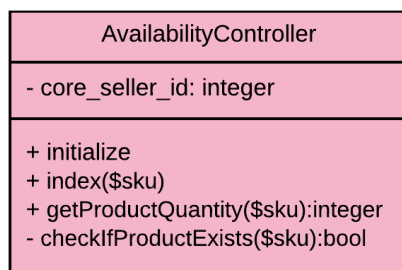 AvailabilityController
- core_seller_id: integer
+ initialize
+ index($sku)
+ getProductQuantity($sku):integer
- checkIfProductExists($sku):bool